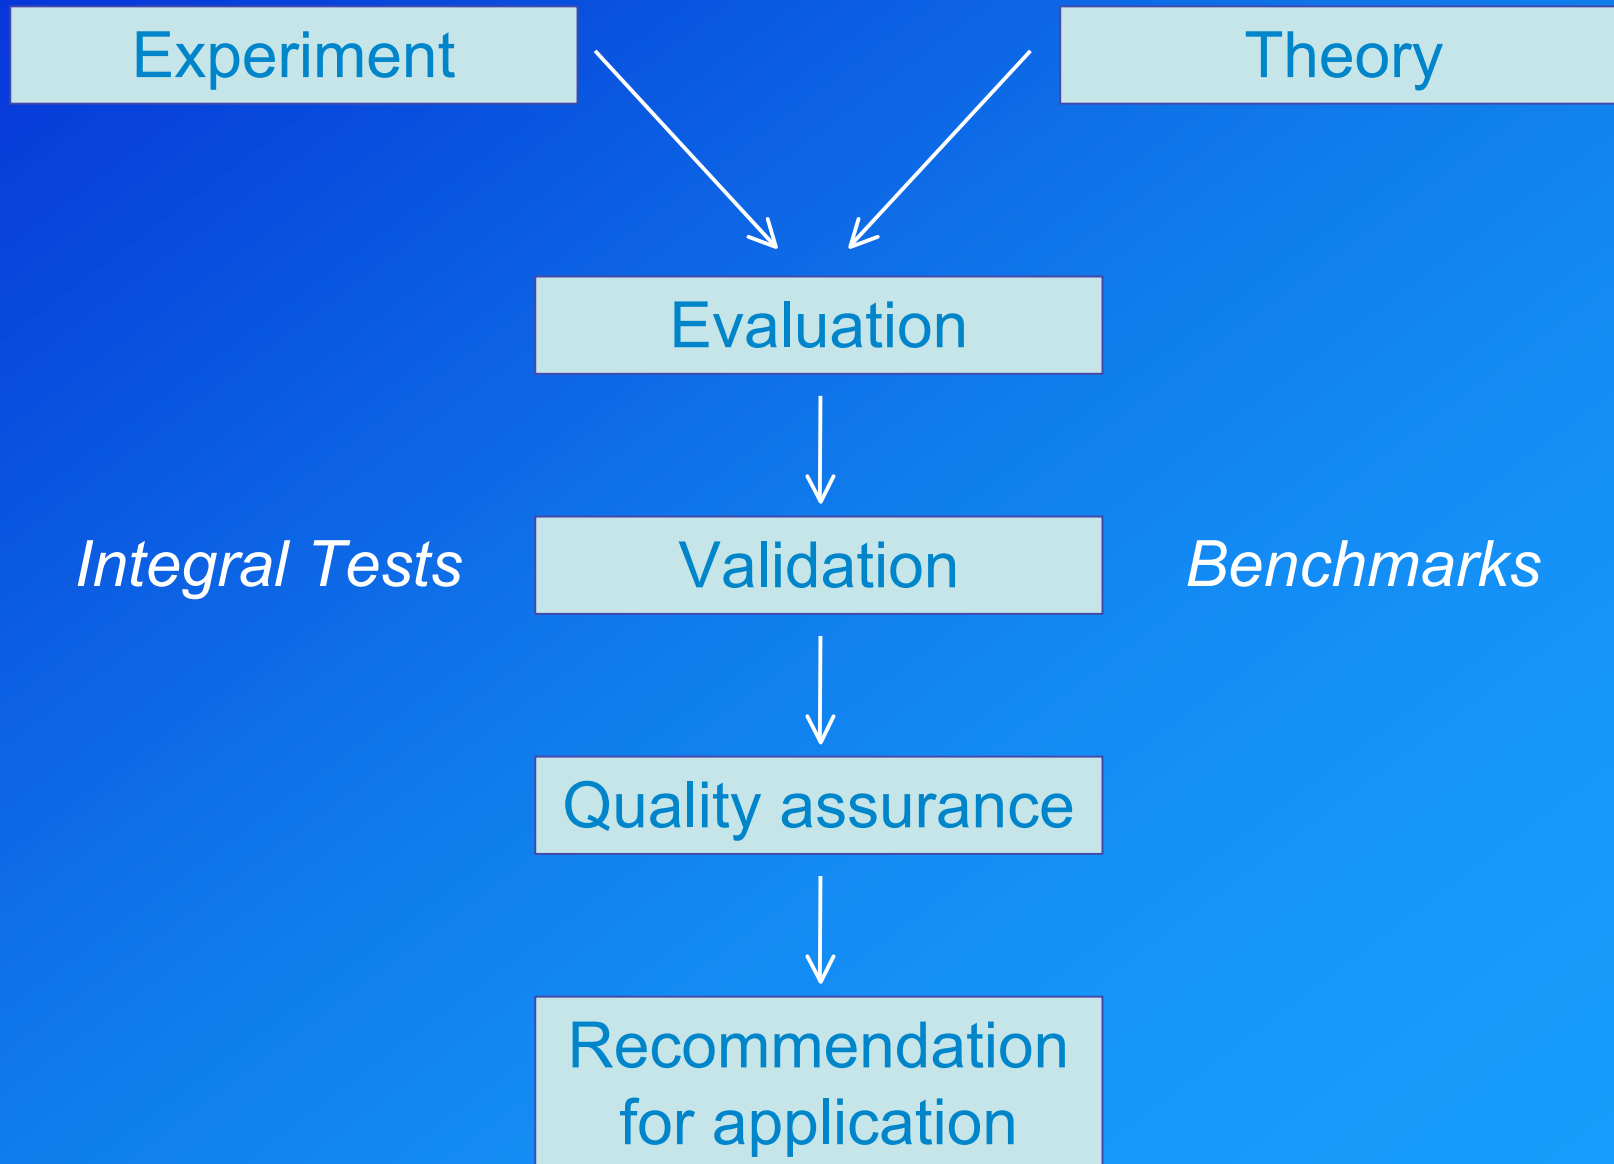 Experiment
Theory
Evaluation
Integral Tests
Validation
Benchmarks
Quality assurance
Recommendation
for application